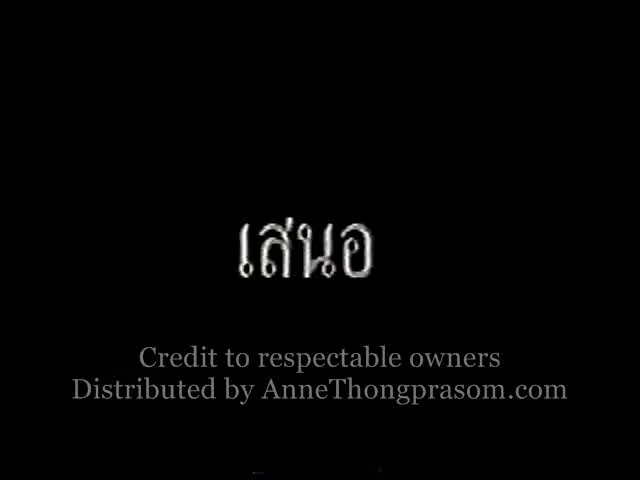 เสนอ
Credit to respectable owners
Distributed by AnneThongprasom.com